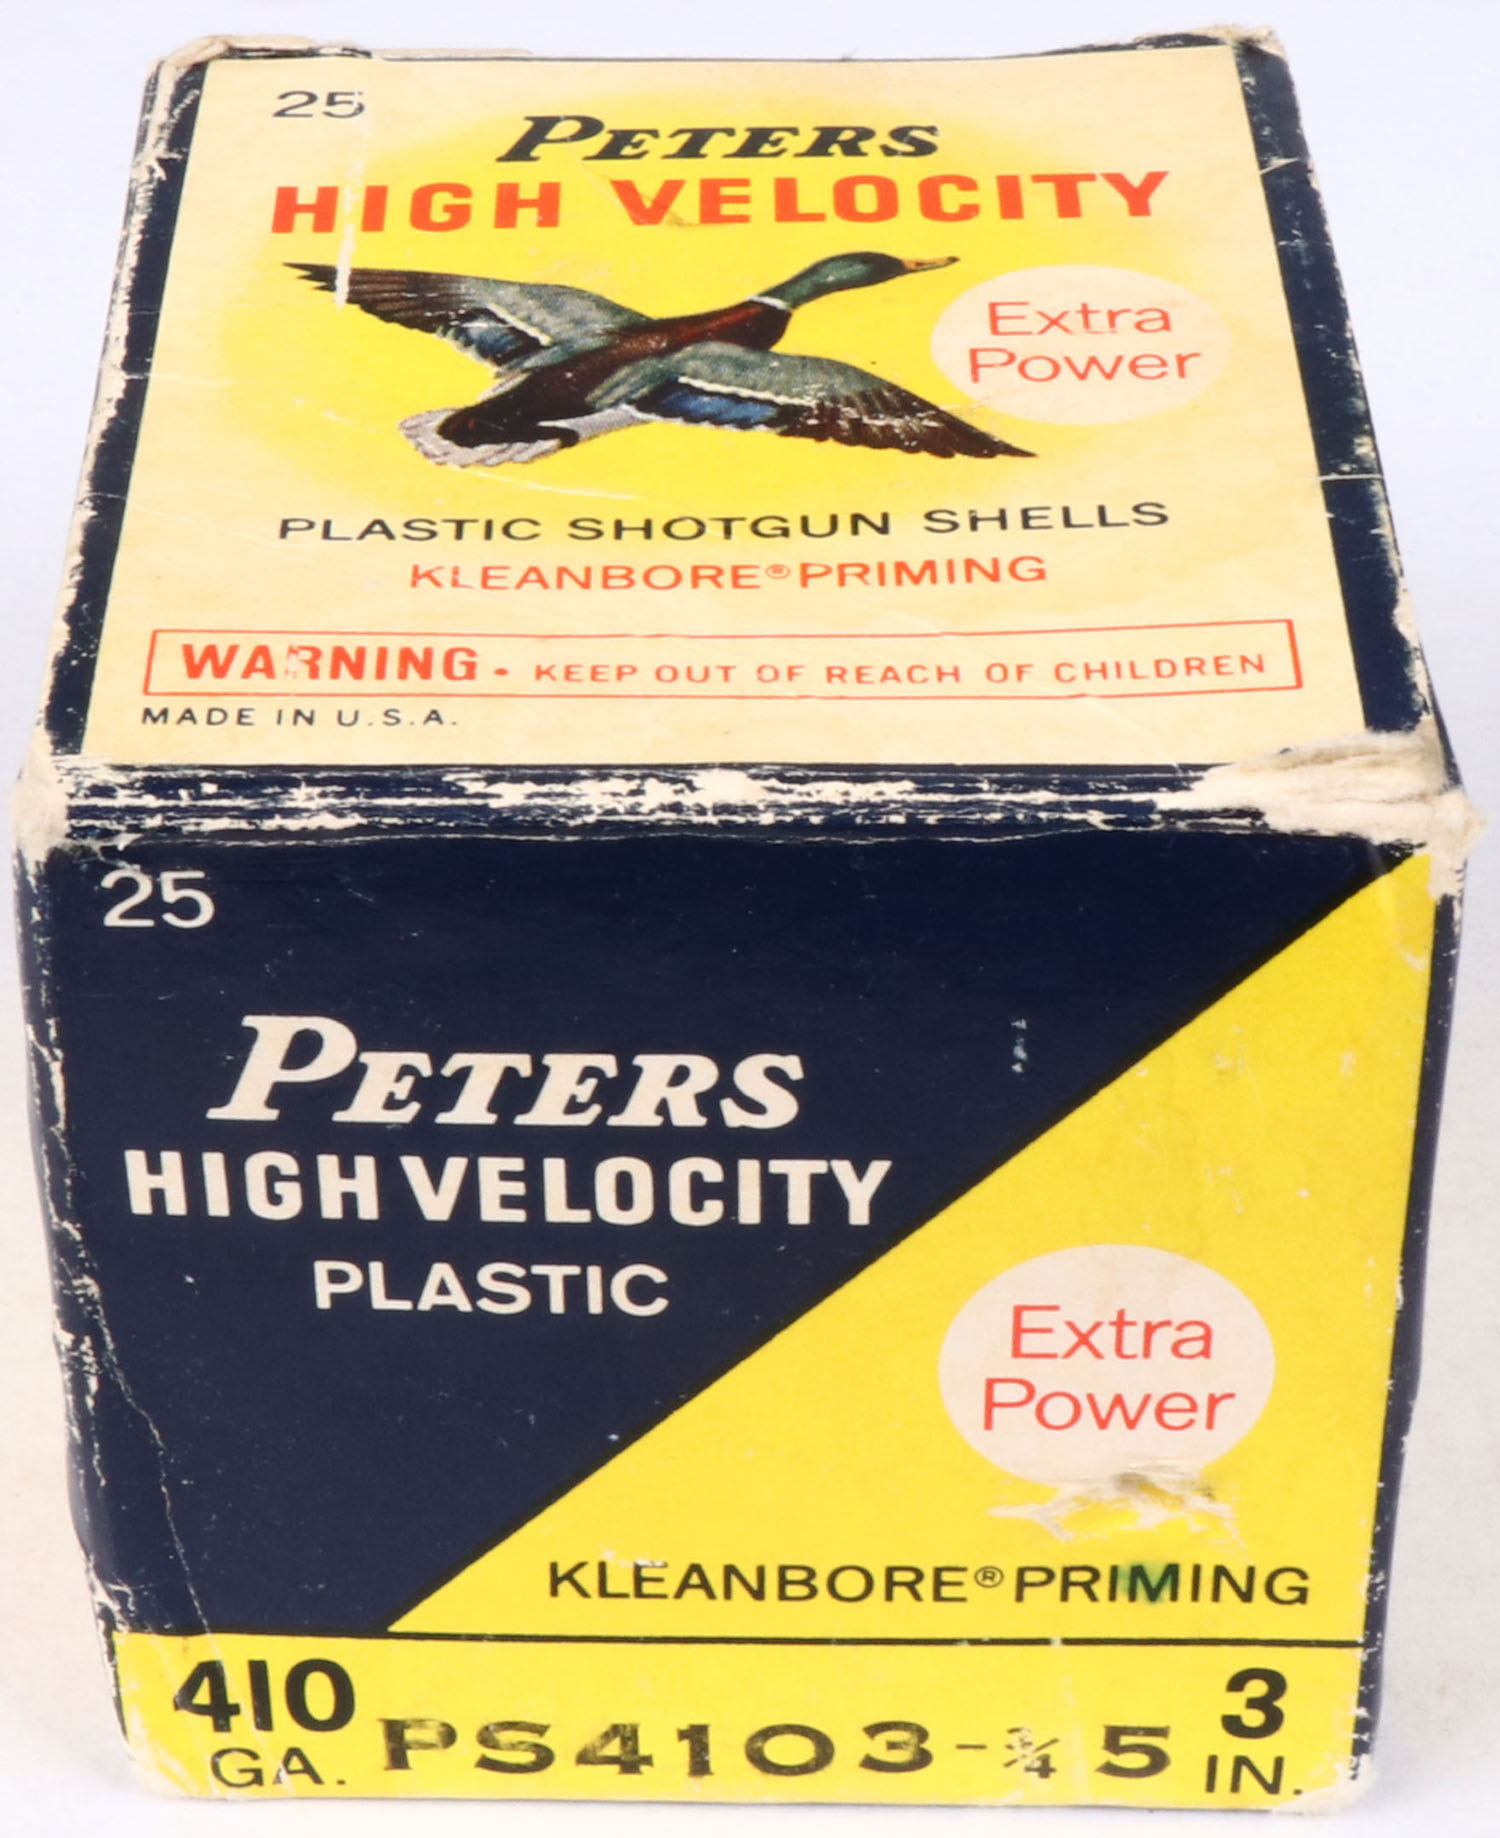 25
PETERS
HIGH VELOCITY
Extra
Power
PLASTIC SHOTGUN SHELLS
KLEANBORE® PRIMING
WARNING • KEEP OUT OF REACH OF CHILDREN
MADE IN U.S.A.
25
PETERS
HIGH VELOCITY
PLASTIC
Extra
Power
KLEANBORE® PRIMING
410 GA. PS4103-¾ 5 3 IN.